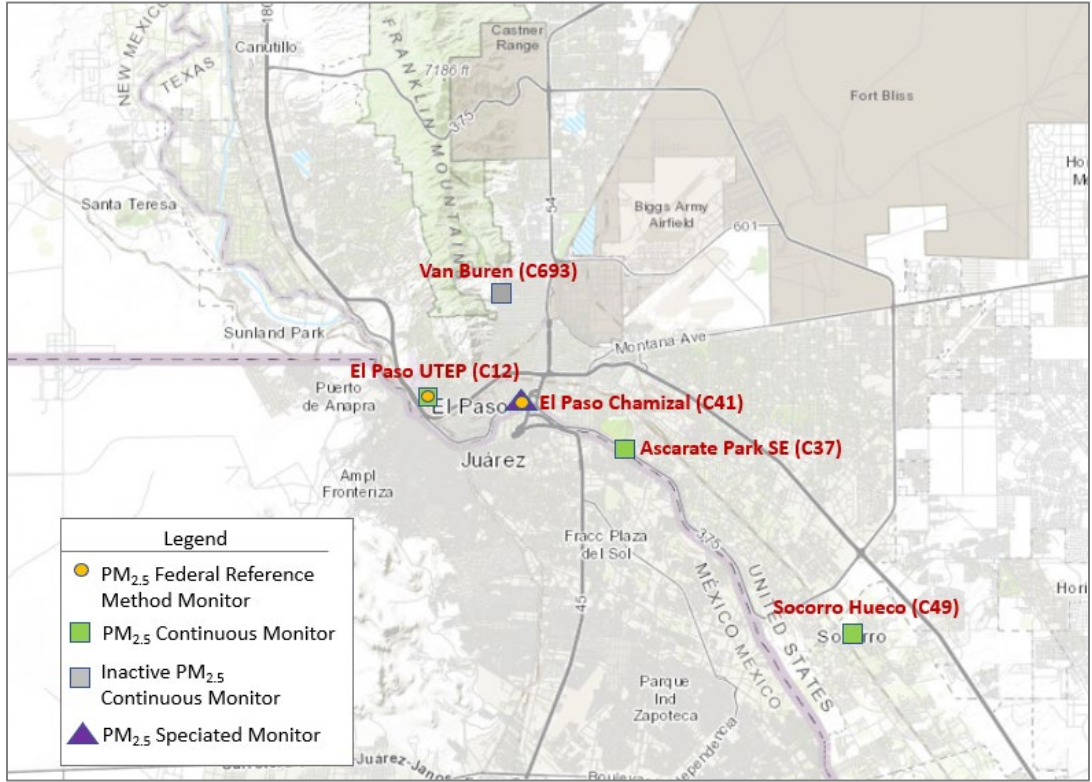 180
Canutillo
NEW MEXICO
TEXAS
FRANKLIN MOUNTAIN
7186 ft
Castner
Range
375
Fort Bliss
Santa Teresa
54
Biggs Army
Airfield
601
Van Buren (C693)
Sunland Park
Montana Ave
El Paso UTEP (C12)
Puerto
de Anapra
El Paso
El Paso Chamizal (C41)
Juárez
Ascarate Park SE (C37)
Ampl
Fronteriza
Fracc Plaza
del Sol
375
MÉXICO
MEXICO
UNITED STATES
45
Socorro Hueco (C49)
Hori
Parque
Ind
Zapoteca
Legend
PM2.5 Federal Reference
Method Monitor
PM2.5 Continuous Monitor
Inactive PM2.5
Continuous Monitor
PM2.5 Speciated Monitor